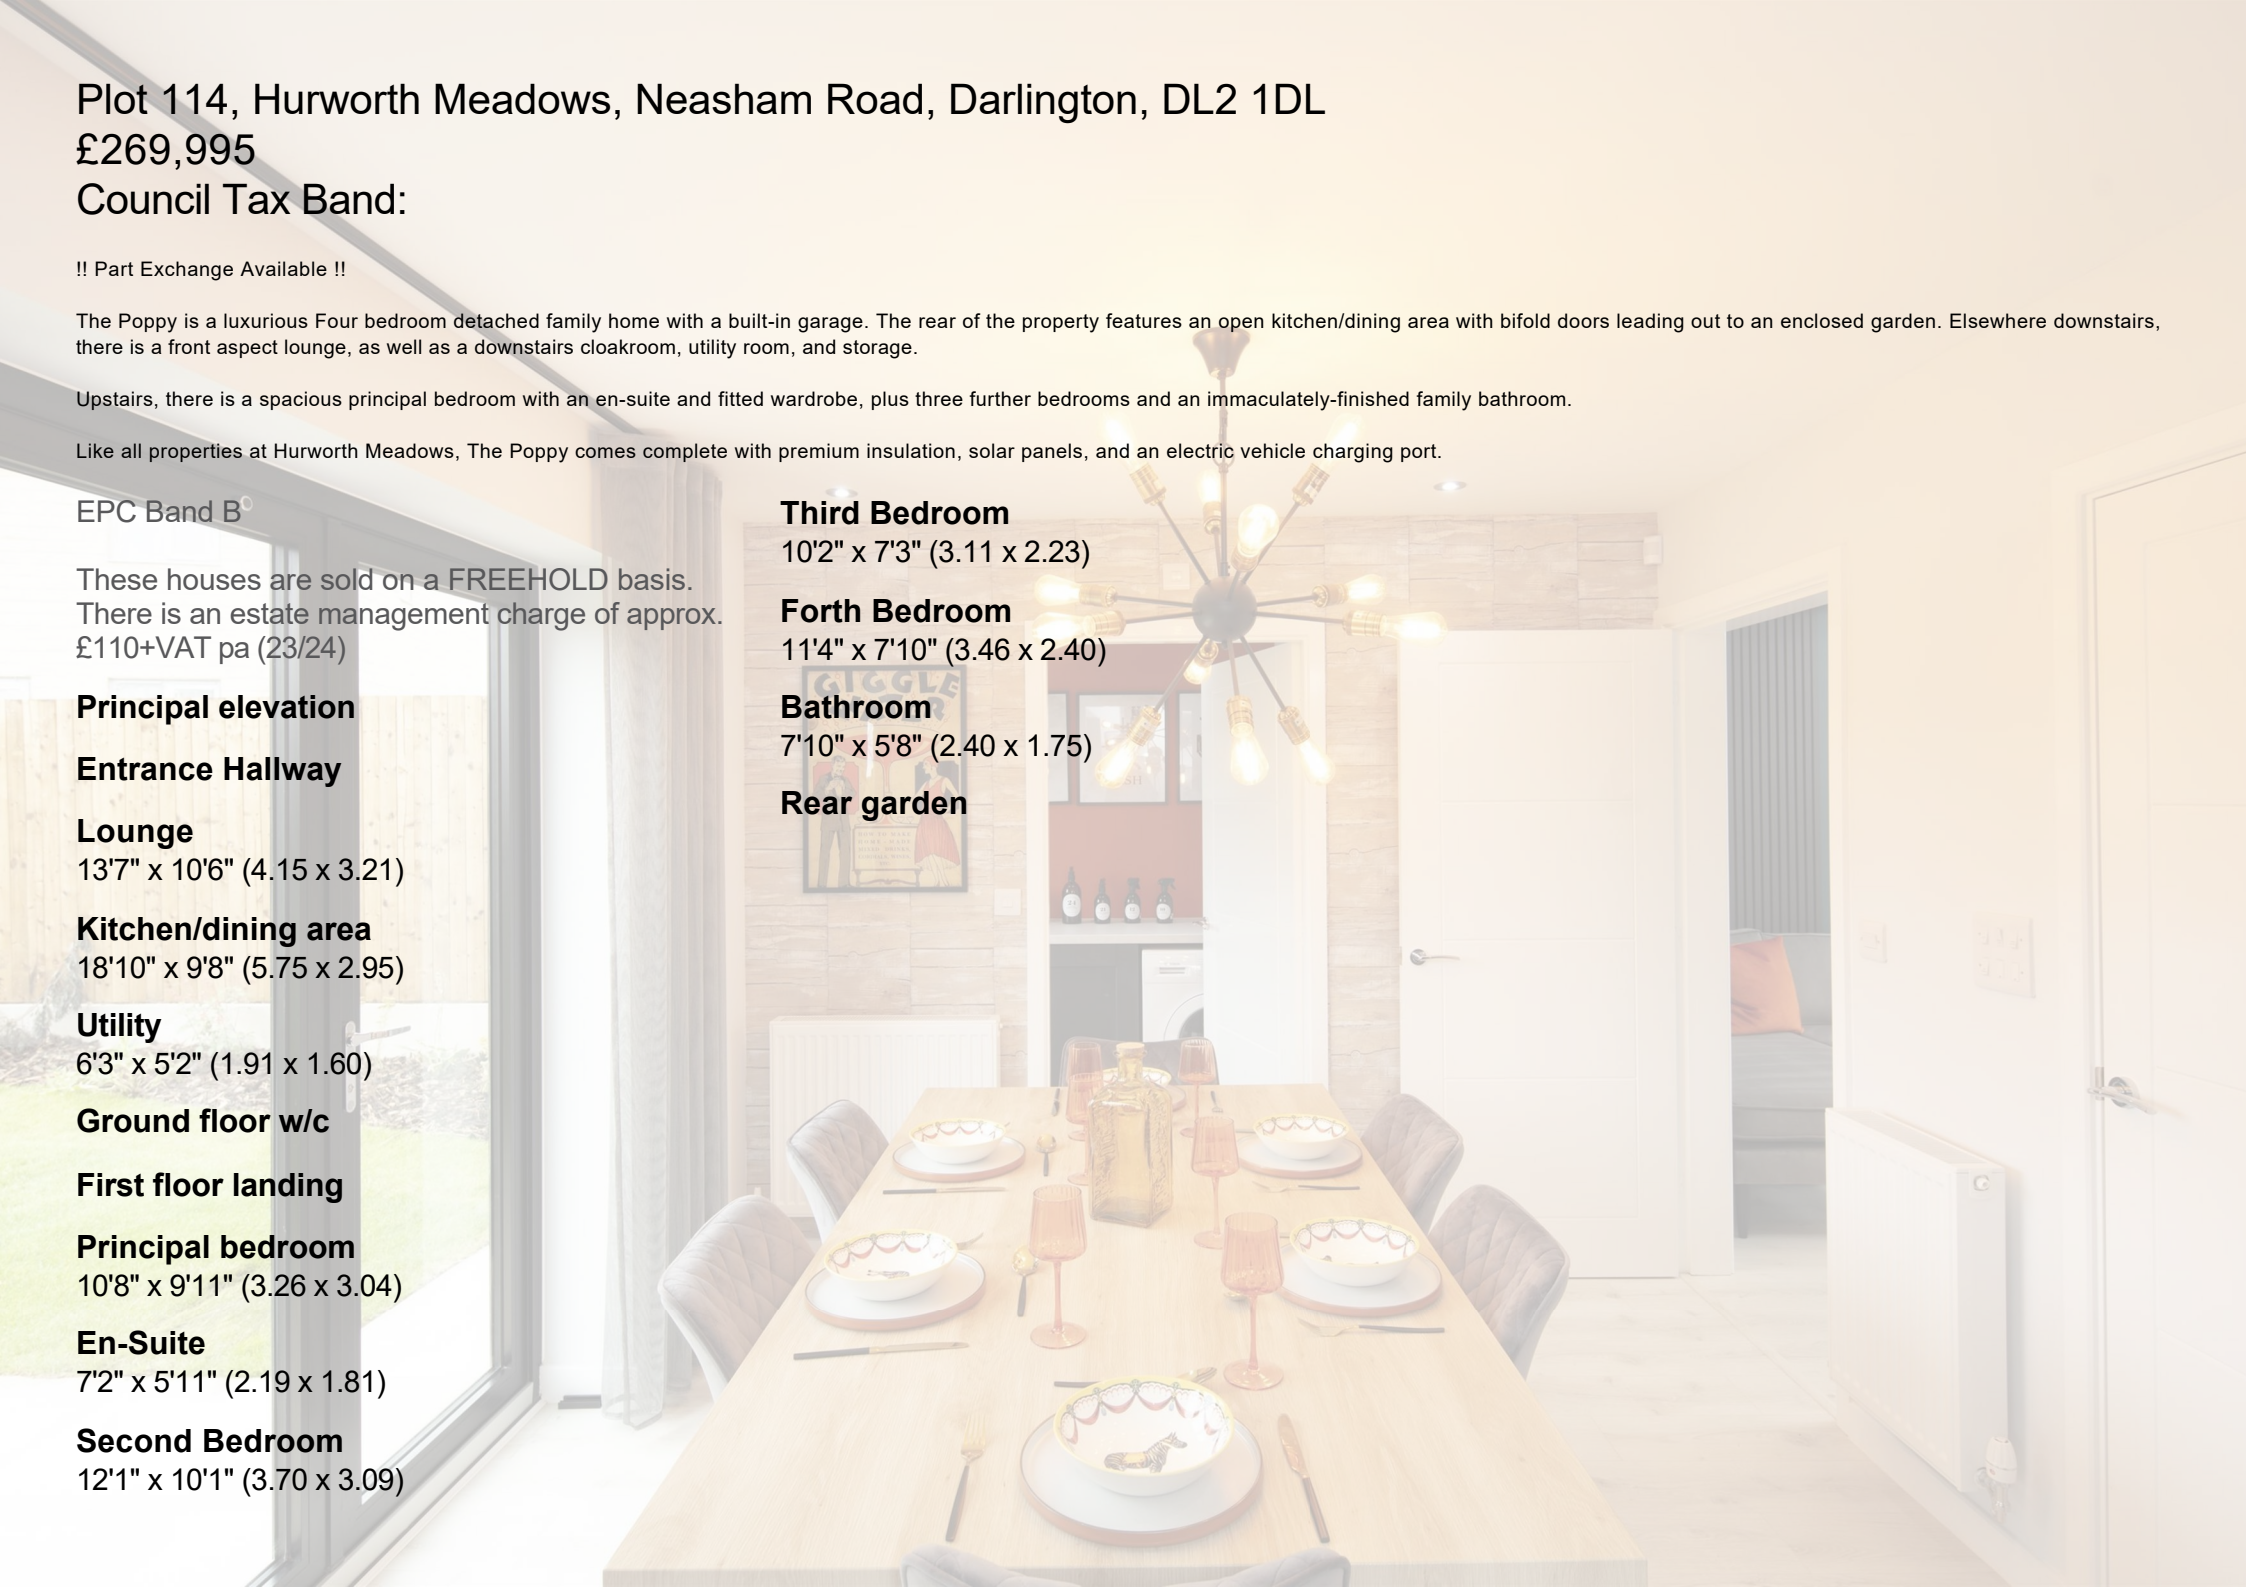 Plot 114, Hurworth Meadows, Neasham Road, Darlington, DL2 1DL
£269,995
Council Tax Band:
!! Part Exchange Available !!
The Poppy is a luxurious Four bedroom detached family home with a built-in garage. The rear of the property features an open kitchen/dining area with bifold doors leading out to an enclosed garden. Elsewhere downstairs,
there is a front aspect lounge, as well as a downstairs cloakroom, utility room, and storage.
Upstairs, there is a spacious principal bedroom with an en-suite and fitted wardrobe, plus three further bedrooms and an immaculately-finished family bathroom.
Like all properties at Hurworth Meadows, The Poppy comes complete with premium insulation, solar panels, and an electric vehicle charging port.
EPC Band B
These houses are sold on a FREEHOLD basis.
There is an estate management charge of approx.
£110+VAT pa (23/24)
Principal elevation
Entrance Hallway
Lounge
13'7" x 10'6" (4.15 x 3.21)
Kitchen/dining area
18'10" x 9'8" (5.75 x 2.95)
Utility
6'3" x 5'2" (1.91 x 1.60)
Ground floor w/c
First floor landing
Principal bedroom
10'8" x 9'11" (3.26 x 3.04)
En-Suite
7'2" x 5'11" (2.19 x 1.81)
Second Bedroom
12'1" x 10'1" (3.70 x 3.09)
Third Bedroom
10'2" x 7'3" (3.11 x 2.23)
Forth Bedroom
11'4" x 7'10" (3.46 x 2.40)
Bathroom
7'10" x 5'8" (2.40 x 1.75)
Rear garden
GIGGLE